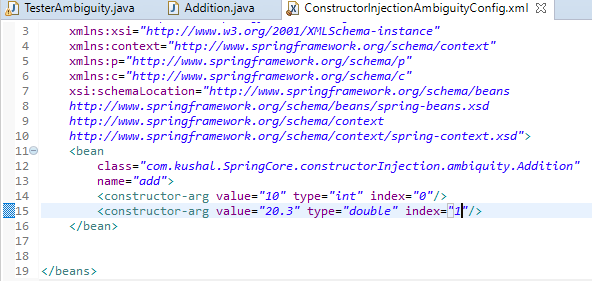 TesterAmbiguity.java
Addition.java
ConstructorInjectionAmbiguityConfig.xml
3 xmlns:xsi="http://www.w3.org/2001/XMLSchema-instance"
4 xmlns:context="http://www.springframework.org/schema/context"
5 xmlns:p="http://www.springframework.org/schema/p"
6 xmlns:c="http://www.springframework.org/schema/c"
7 xsi:schemaLocation="http://www.springframework.org/schema/beans
8 http://www.springframework.org/schema/beans/spring-beans.xsd
9 http://www.springframework.org/schema/context
10 http://www.springframework.org/schema/context/spring-context.xsd">
11 <bean
12 class="com.kushal.SpringCore.constructorInjection.ambiquity.Addition"
13 name="add">
14 <constructor-arg value="10" type="int" index="0"/>
15 <constructor-arg value="20.3" type="double" index="1"/>
16 </bean>
17
18
19 </beans>